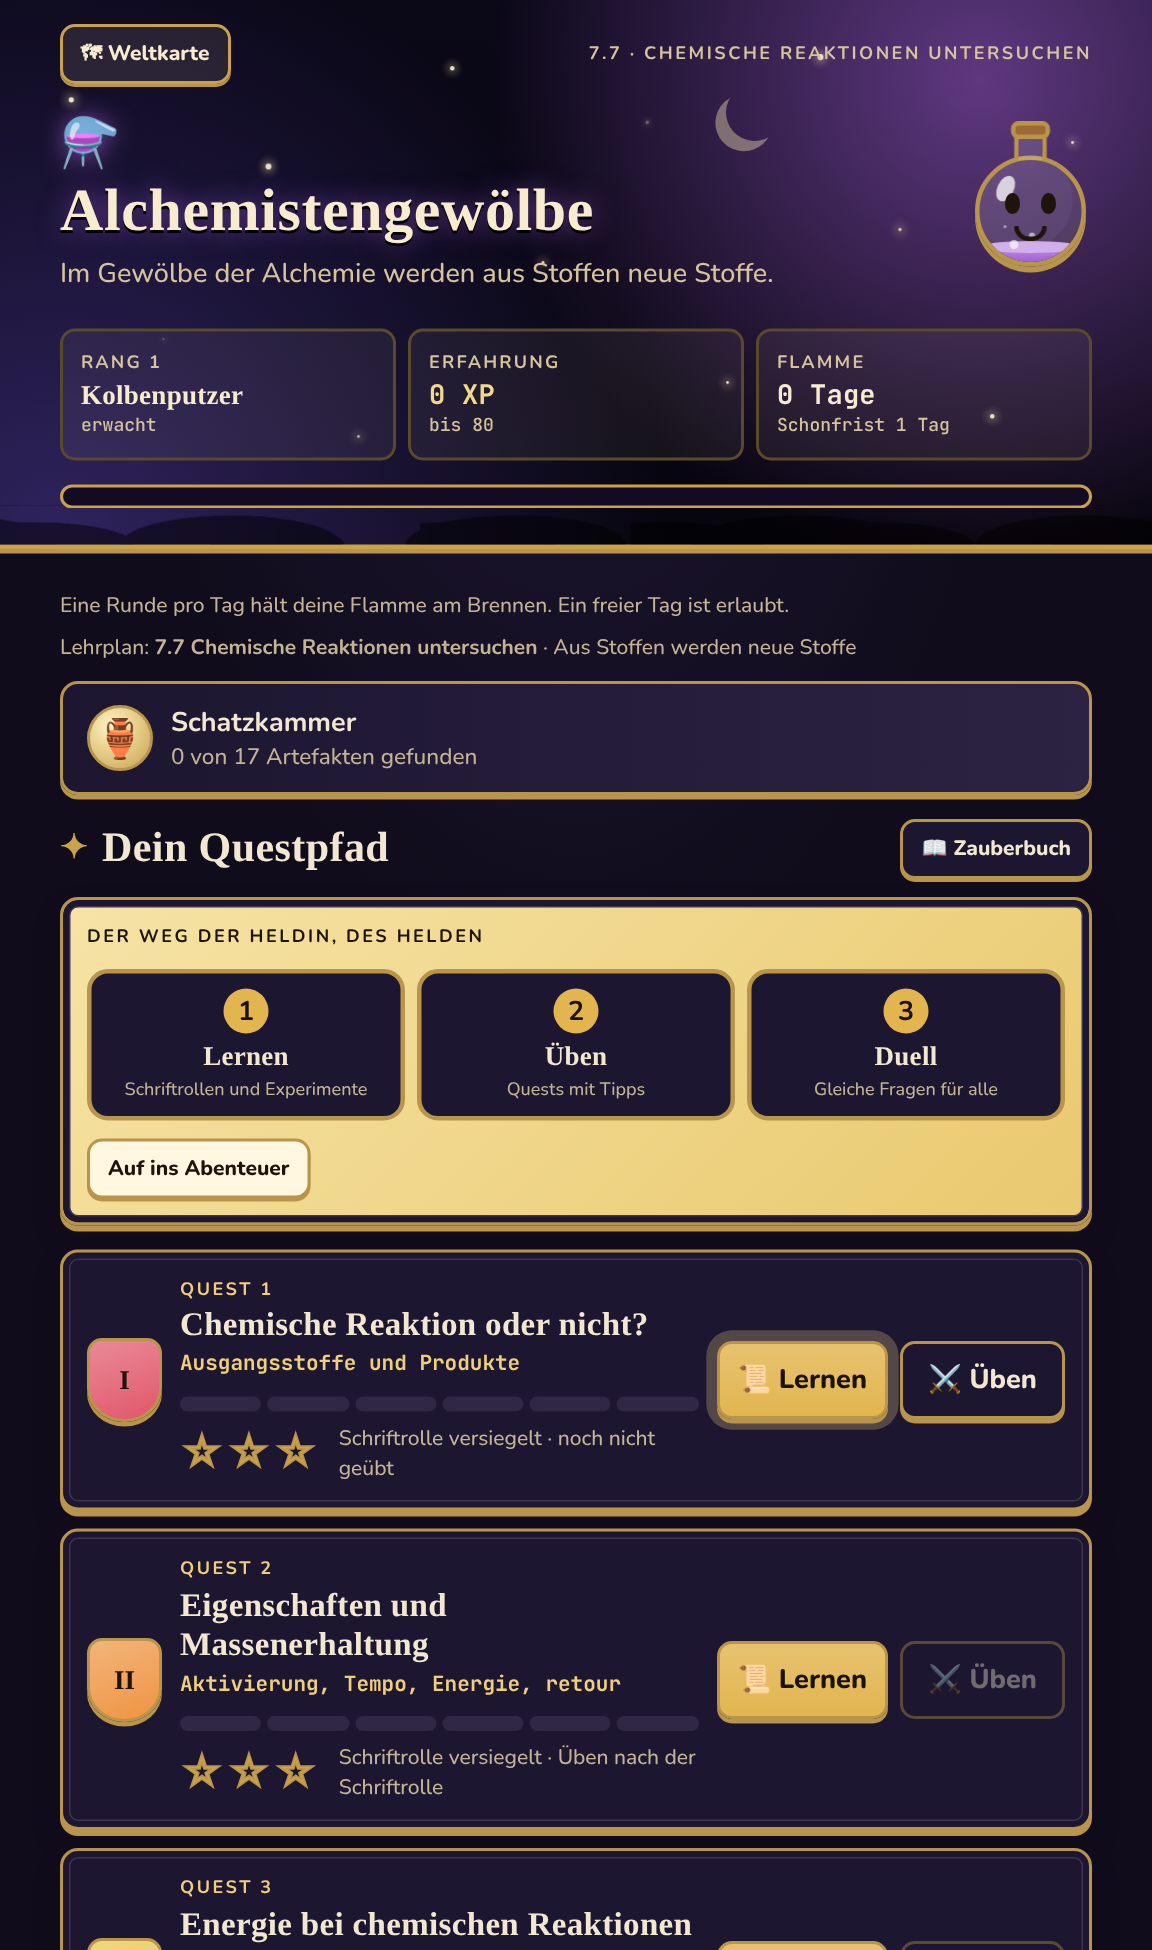 Weltkarte
7.7 · CHEMISCHE REAKTIONEN UNTERSUCHEN
Alchemistengewölbe
Im Gewölbe der Alchemie werden aus Stoffen neue Stoffe.
RANG 1
Kolbenputzer
erwacht
ERFAHRUNG
0 XP
bis 80
FLAMME
0 Tage
Schonfrist 1 Tag
Eine Runde pro Tag hält deine Flamme am Brennen. Ein freier Tag ist erlaubt.
Lehrplan: 7.7 Chemische Reaktionen untersuchen · Aus Stoffen werden neue Stoffe
Schatzkammer
0 von 17 Artefakten gefunden
Dein Questpfad
Zauberbuch
DER WEG DER HELDIN, DES HELDEN
1
Lernen
Schriftrollen und Experimente
2
Üben
Quests mit Tipps
3
Duell
Gleiche Fragen für alle
Auf ins Abenteuer
I
QUEST 1
Chemische Reaktion oder nicht?
Ausgangsstoffe und Produkte
Schriftrolle versiegelt · noch nicht
geübt
Lernen
Üben
II
QUEST 2
Eigenschaften und
Massenerhaltung
Aktivierung, Tempo, Energie, retour
Schriftrolle versiegelt · Üben nach der
Schriftrolle
Lernen
Üben
QUEST 3
Energie bei chemischen Reaktionen